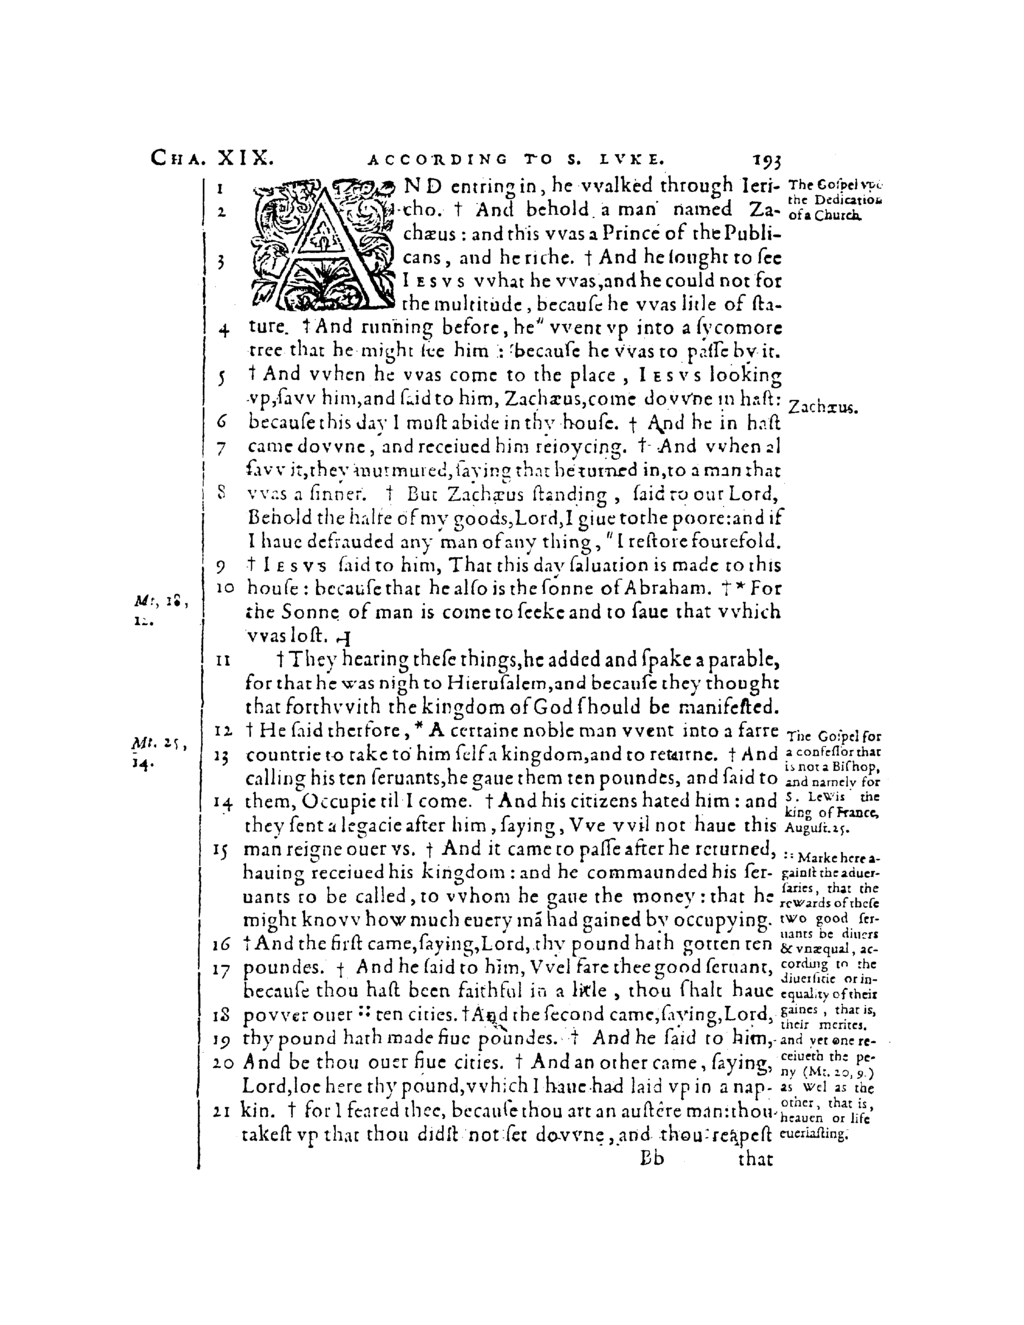 CHA. XIX. ACCORDING TO S. LVKE. 193
1 AND entring in, he vvalked through Ieri-
2 cho. † And behold a man named Za-
chæus : and this vvas a Prince of the Publi-
3 cans, and he riche. † And he ſought to ſee
IESVS vvhat he vvas, and he could not for
the multitude, becauſe he vvas litle of ſta-
4 ture. † And running before, he" vvent vp into a ſycomore
tree that he might ſee him : becauſe he vvas to paſſe by it.
5 † And vvhen he vvas come to the place, IESVS looking
vp, ſavv him, and ſaid to him, Zachæus, come dovvne in haſt:
6 becauſe this day I muſt abide in thy houſe. † And he in haſt
7 came dovvne, and receiued him reioycing. † And vvhen al
ſavv it, they murmured, ſaying that he turned in, to a man that
8 vvas a ſinner. † But Zachæus ſtanding, ſaid to our Lord,
Behold the halfe of my goods, Lord, I giue to the poore: and if
I haue defrauded any man of any thing, "I reſtore fourefold.
9 † IESVS ſaid to him, That this day ſaluation is made to this
10 houſe : becauſe that he alſo is the ſonne of Abraham. † * For
the Sonne of man is come to ſeeke and to ſaue that vvhich
vvas loſt. ⊣
11 † They hearing theſe things, he added and ſpake a parable,
for that he was nigh to Hieruſalem, and becauſe they thought
that forthvvith the kingdom of God ſhould be manifeſted.
12 † He ſaid therfore, * A certaine noble man vvent into a farre
13 countrie to take to him ſelf a kingdom, and to returne. † And
calling his ten ſeruants, he gaue them ten poundes, and ſaid to
14 them, Occupie til I come. † And his citizens hated him : and
they ſent a legacie after him, ſaying, Vve vvil not haue this
15 man reigne ouer vs. † And it came to paſſe after he returned,
hauing receiued his kingdom : and he commaunded his ſer-
uants to be called, to vvhom he gaue the money : that he
might knovv how much euery mã had gained by occupying.
16 † And the firſt came, ſaying, Lord, thy pound hath gotten ten
17 poundes. † And he ſaid to him, Vvel fare thee good ſeruant,
becauſe thou haſt been faithful in a litle, thou ſhalt haue
18 povver ouer :: ten cities. † And the ſecond came, ſaying, Lord,
19 thy pound hath made fiue poundes. † And he ſaid to him,
20 And be thou ouer fiue cities. † And an other came, ſaying,
Lord, loe here thy pound, vvhich I haue had laid vp in a nap-
21 kin. † for I feared thee, becauſe thou art an auſtere man: thou
takeſt vp that thou didſt not ſet dovvne, and thou reapeſt
Bb that
Mt, 18,
Mt. 25,
14.
The Goſpel vpō
the Dedication
of a Church.
Zachæus.
The Goſpel for
a confeſſor that
is not a Biſhop,
and namely for
S. Lewis the
king of France,
Auguſt. 25.
:: Marke here a-
gainſt the aduer-
ſaries, that the
rewards of theſe
two good ſer-
uants be diuers
& vnæqual, ac-
cording to the
diuerſitie or in-
equality of their
gaines, that is,
their merites.
and yet one re-
ceiueth the pe-
ny (Mt. 20, 9.)
as wel as the
other, that is,
heauen or life
euerlaſting.